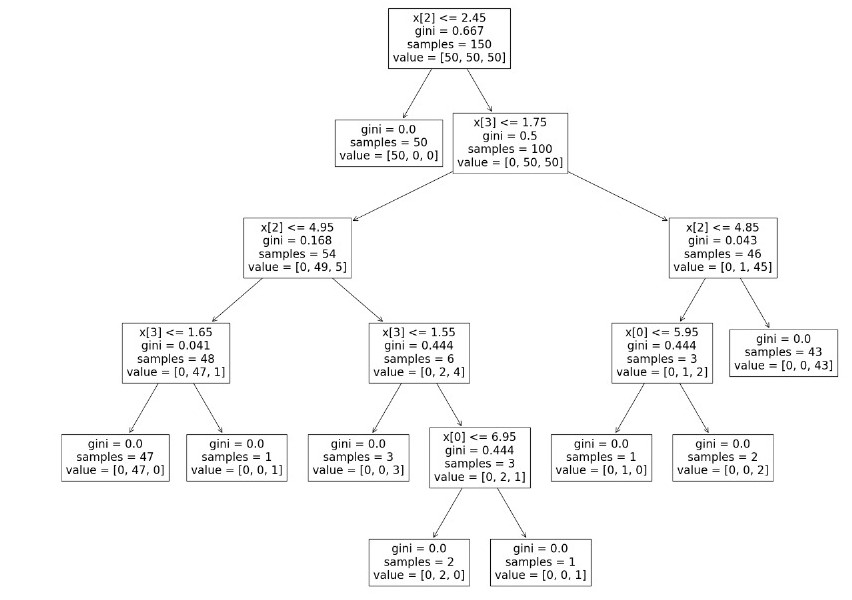 x[2] <= 2.45
gini = 0.667
samples = 150
value = [50, 50, 50]
gini = 0.0
samples = 50
value = [50, 0, 0]
x[3] <= 1.75
gini = 0.5
samples = 100
value = [0, 50, 50]
x[2] <= 4.95
gini = 0.168
samples = 54
value = [0, 49, 5]
x[2] <= 4.85
gini = 0.043
samples = 46
value = [0, 1, 45]
x[3] <= 1.65
gini = 0.041
samples = 48
value = [0, 47, 1]
x[3] <= 1.55
gini = 0.444
samples = 6
value = [0, 2, 4]
x[0] <= 5.95
gini = 0.444
samples = 3
value = [0, 1, 2]
gini = 0.0
samples = 43
value = [0, 0, 43]
gini = 0.0
samples = 47
value = [0, 47, 0]
gini = 0.0
samples = 1
value = [0, 0, 1]
gini = 0.0
samples = 3
value = [0, 0, 3]
x[0] <= 6.95
gini = 0.444
samples = 3
value = [0, 2, 1]
gini = 0.0
samples = 1
value = [0, 1, 0]
gini = 0.0
samples = 2
value = [0, 0, 2]
gini = 0.0
samples = 2
value = [0, 2, 0]
gini = 0.0
samples = 1
value = [0, 0, 1]